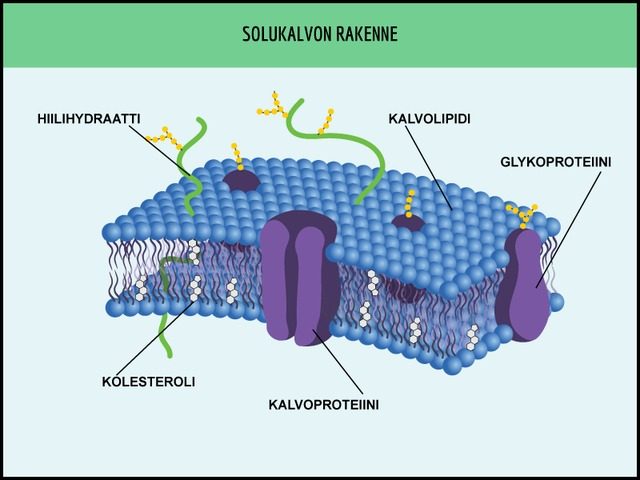 SOLUKALVON RAKENNE
HIILIHYDRAATTI
KALVOLIPIDI
GLYKOPROTEIINI
KOLESTEROLI
KALVOPROTEIINI